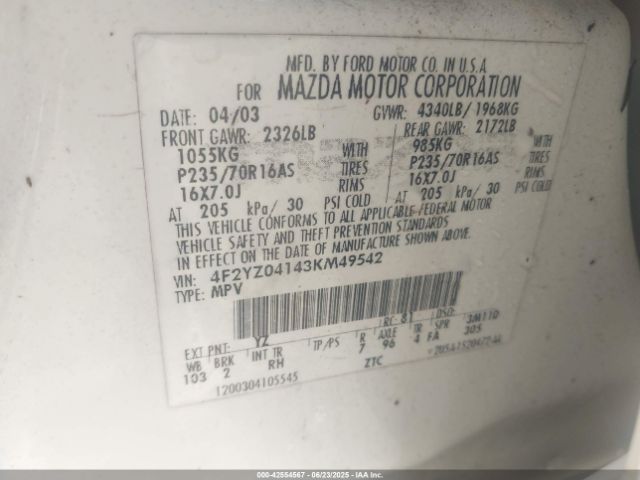 MFD. BY FORD MOTOR CO. IN U.S.A
FOR MAZDA MOTOR CORPORATION
DATE: 04/03 GVWR: 4340LB/1968KG
FRONT GAWR: 2326LB REAR GAWR: 2172LB
1055KG WITH 985KG WITH
P235/70R16AS TIRES P235/70R16AS TIRES
16X7.0J RIMS 16X7.0J RIMS
AT 205 kPa/30 PSI COLD AT 205 kPa/30 PSI COLD
THIS VEHICLE CONFORMS TO ALL APPLICABLE FEDERAL MOTOR
VEHICLE SAFETY AND THEFT PREVENTION STANDARDS
IN EFFECT ON THE DATE OF MANUFACTURE SHOWN ABOVE.
VIN: 4F2YZ04143KM49542
TYPE: MPV
EXT PNT: YZ RC: 81 DSO:
WB BRK INT TR TP/PS R AXLE TR SPR 3M11D
103 2 RH 7 96 4 FA 305
1200304105545 ZTC
000-42554567 - 06/23/2025 - IAA, Inc.